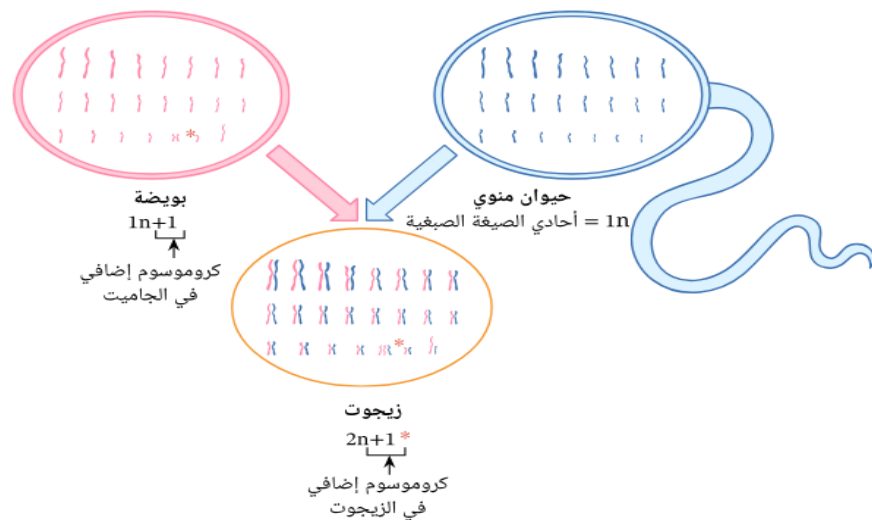 بويضة
1n+1
كروموسوم إضافي
في الجاميت
حيوان منوي
1n = أحادي الصيغة الصبغية
*
*
زيجوت
2n+1 *
كروموسوم إضافي
في الزيجوت